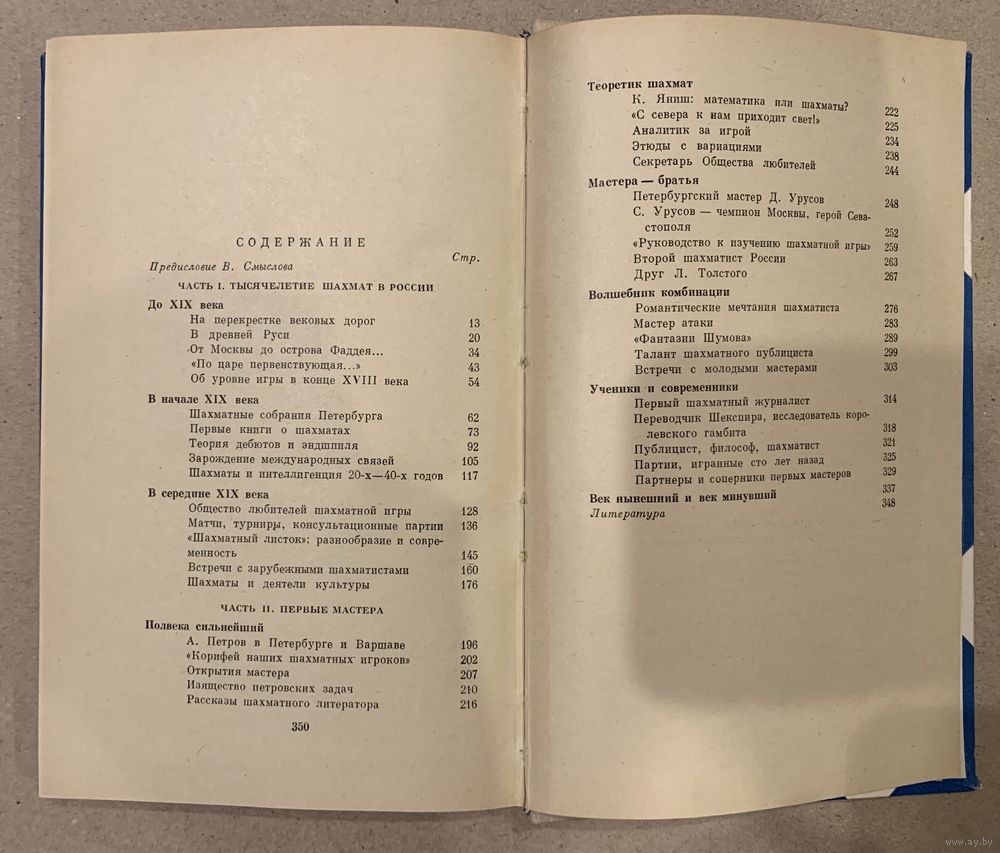 СОДЕРЖАНИЕ
Стр.
Предисловие В. Смыслова
ЧАСТЬ I. ТЫСЯЧЕЛЕТИЕ ШАХМАТ В РОССИИ
До XIX века
На перекрестке вековых дорог 13
В древней Руси 20
От Москвы до острова Фаддея... 34
«По царе первенствующая...» 43
Об уровне игры в конце XVIII века 54
В начале XIX века
Шахматные собрания Петербурга 62
Первые книги о шахматах 73
Теория дебютов и эндшпиля 92
Зарождение международных связей 105
Шахматы и интеллигенция 20-х—40-х годов 117
В середине XIX века
Общество любителей шахматной игры 128
Матчи, турниры, консультационные партии 136
«Шахматный листок»: разнообразие и совре-
менность 145
Встречи с зарубежными шахматистами 160
Шахматы и деятели культуры 176
ЧАСТЬ II. ПЕРВЫЕ МАСТЕРА
Полвека сильнейший
А. Петров в Петербурге и Варшаве 196
«Корифей наших шахматных игроков» 202
Открытия мастера 207
Изящество петровских задач 210
Рассказы шахматного литератора 216
350
Теоретик шахмат
К. Яниш: математика или шахматы? 222
«С севера к нам приходит свет!» 225
Аналитик за игрой 234
Этюды с вариациями 238
Секретарь Общества любителей 244
Мастера — братья
Петербургский мастер Д. Урусов 248
С. Урусов — чемпион Москвы, герой Сева-
стополя 252
«Руководство к изучению шахматной игры» 259
Второй шахматист России 263
Друг Л. Толстого 267
Волшебник комбинации
Романтические мечтания шахматиста 276
Мастер атаки 283
«Фантазии Шумова» 289
Талант шахматного публициста 299
Встречи с молодыми мастерами 303
Ученики и современники
Первый шахматный журналист 314
Переводчик Шекспира, исследователь коро-
левского гамбита 318
Публицист, философ, шахматист 321
Партии, игранные сто лет назад 325
Партнеры и соперники первых мастеров 329
Век нынешний и век минувший 337
Литература 348
www.ay.by